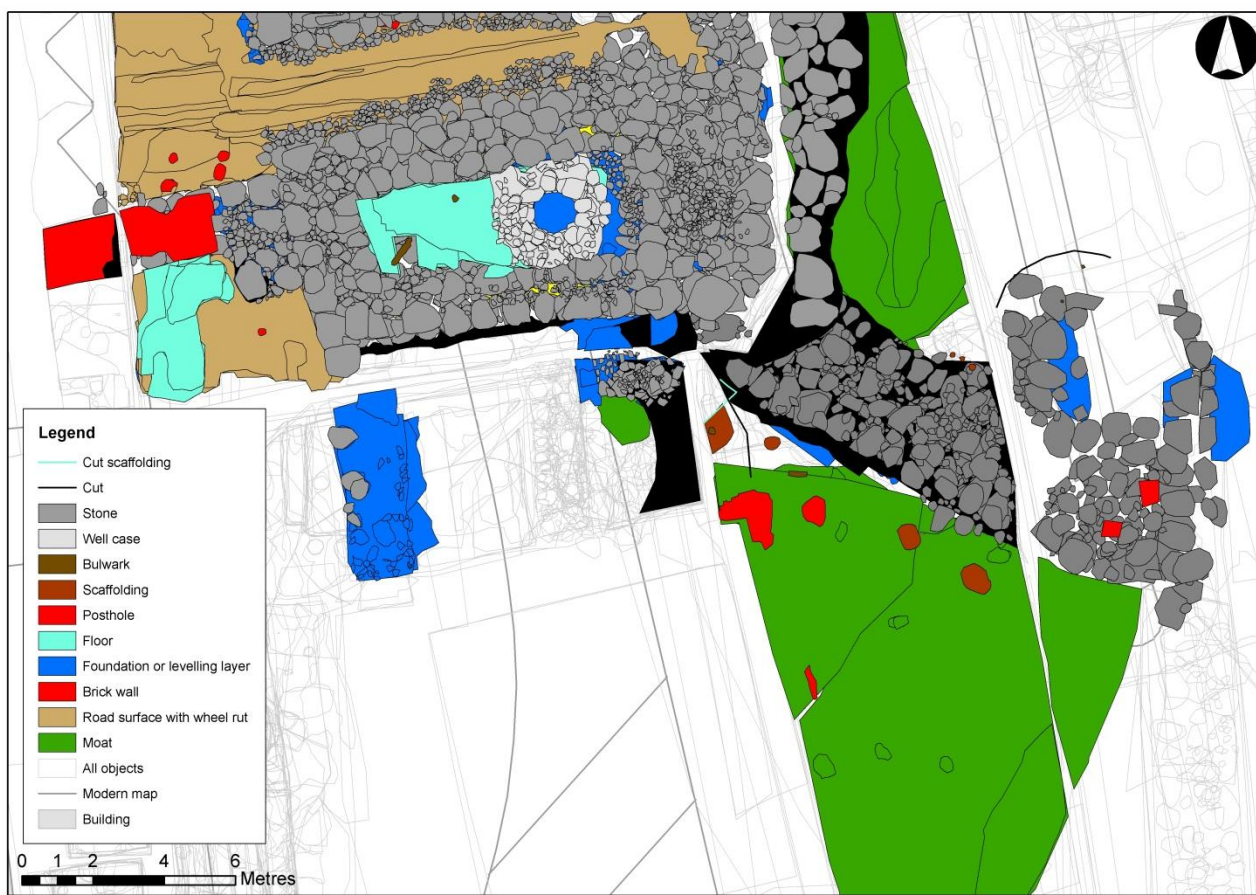 Legend
Cut scaffolding
Cut
Stone
Well case
Bulwark
Scaffolding
Posthole
Floor
Foundation or levelling layer
Brick wall
Road surface with wheel rut
Moat
All objects
Modern map
Building
0 1 2 4 6
Metres